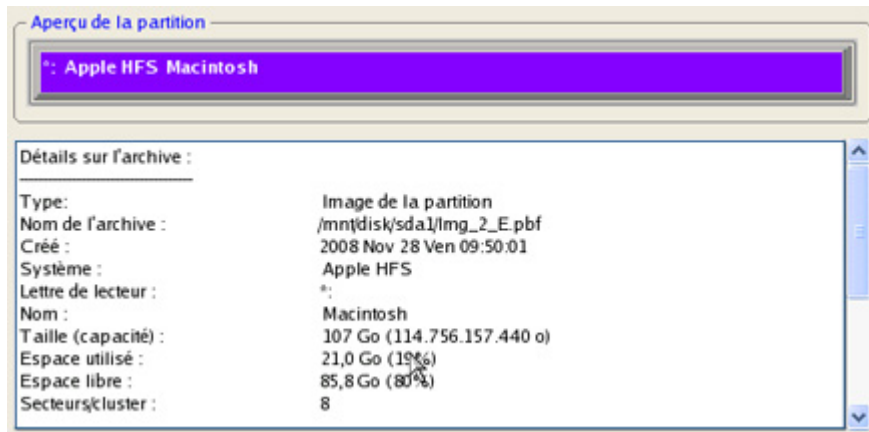 Aperçu de la partition
*: Apple HFS Macintosh
Détails sur l'archive :
Type: Image de la partition
Nom de l'archive : /mnt/disk/sda1/Img_2_E.pbf
Créé : 2008 Nov 28 Ven 09:50:01
Système : Apple HFS
Lettre de lecteur : *:
Nom : Macintosh
Taille (capacité) : 107 Go (114.756.157.440 o)
Espace utilisé : 21,0 Go (19%)
Espace libre : 85,8 Go (80%)
Secteurs/cluster : 8